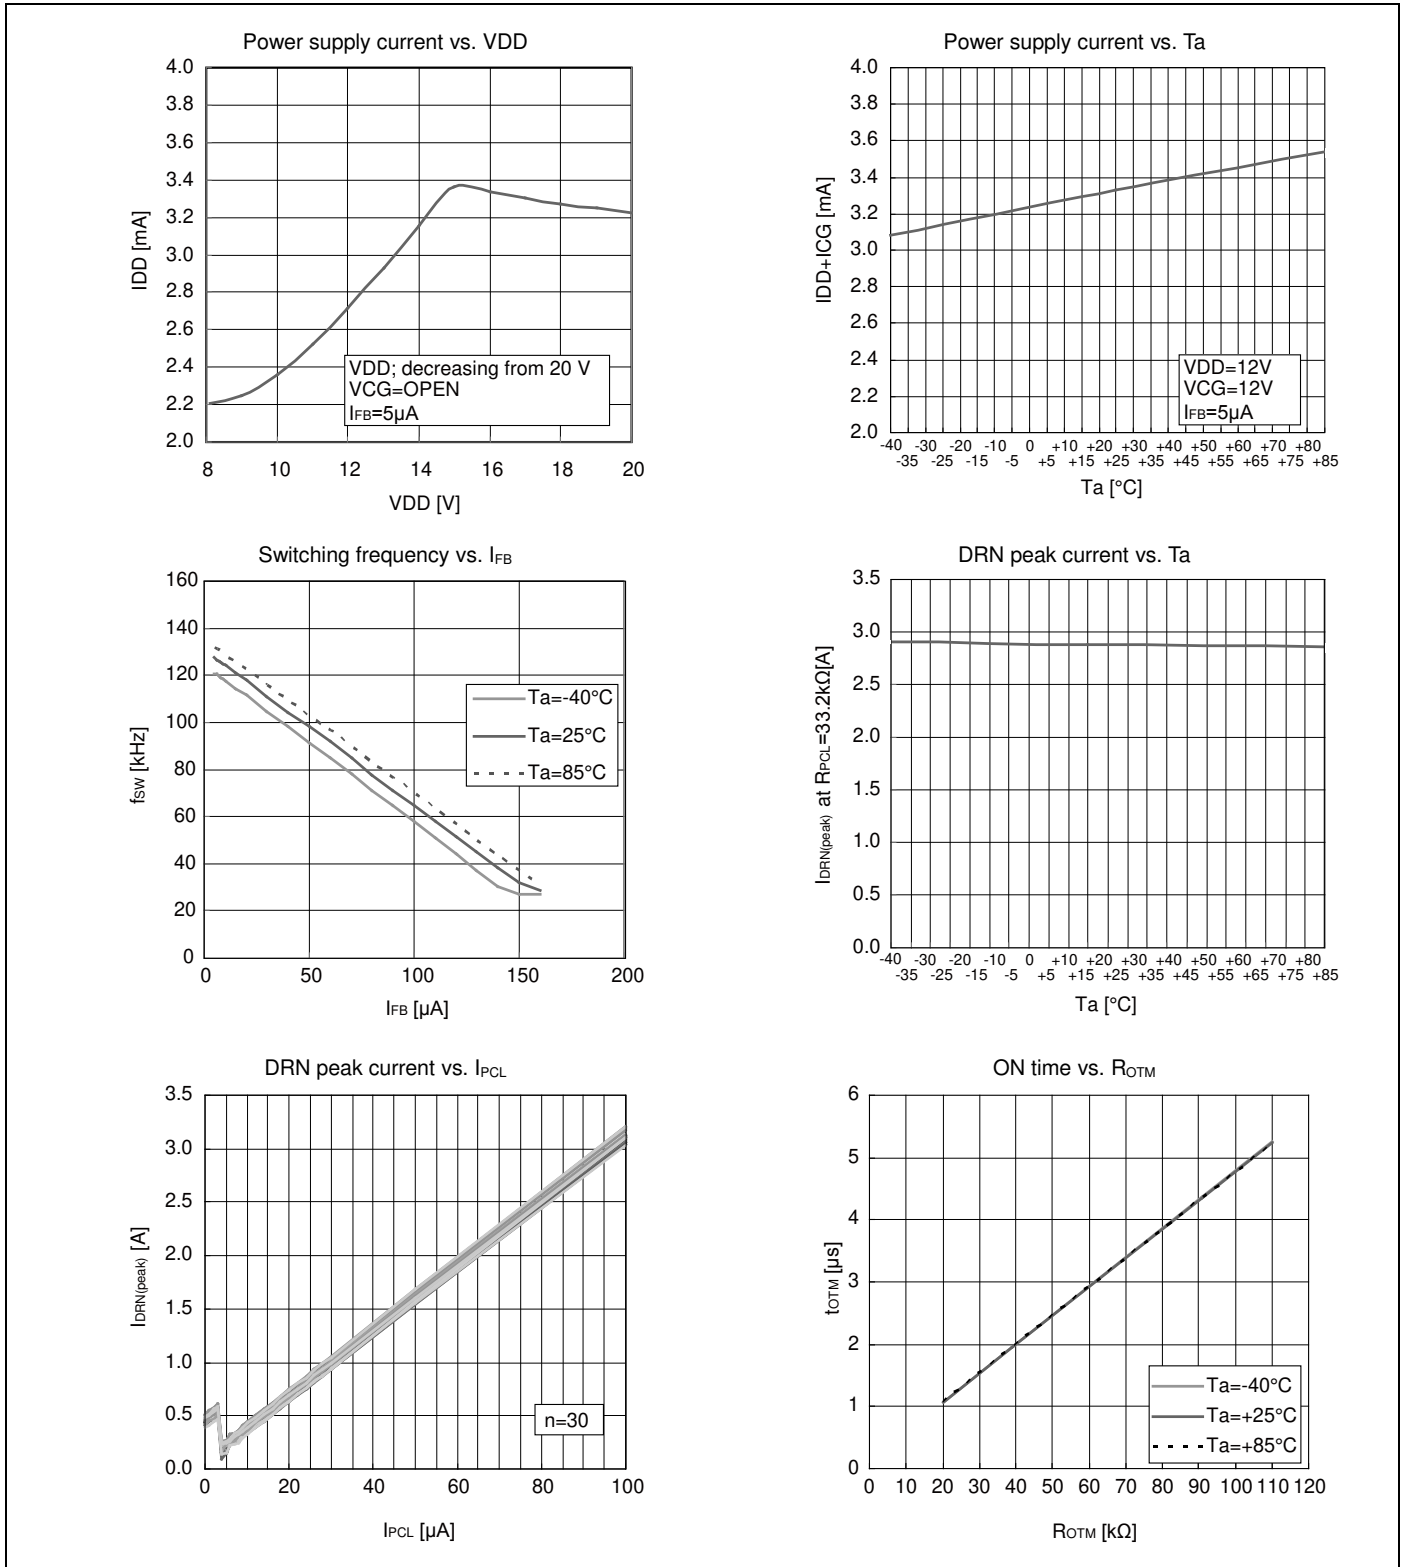 Power supply current vs. VDD
4.0
3.8
3.6
3.4
3.2
3.0
2.8
2.6
2.4
2.2
2.0
IDD [mA]
VDD; decreasing from 20 V
VCG=OPEN
IFB=5µA
8 10 12 14 16 18 20
VDD [V]
Power supply current vs. Ta
4.0
3.8
3.6
3.4
3.2
3.0
2.8
2.6
2.4
2.2
2.0
IDD+ICG [mA]
VDD=12V
VCG=12V
IFB=5µA
-40 -30 -20 -10 0 +10 +20 +30 +40 +50 +60 +70 +80
-35 -25 -15 -5 +5 +15 +25 +35 +45 +55 +65 +75 +85
Ta [°C]
Switching frequency vs. IFB
160
140
120
100
80
60
40
20
0
fsw [kHz]
Ta=-40°C
Ta=25°C
Ta=85°C
0 50 100 150 200
IFB [µA]
DRN peak current vs. Ta
3.5
3.0
2.5
2.0
1.5
1.0
0.5
0.0
IDRN(peak) at RPCL=33.2kΩ[A]
-40 -30 -20 -10 0 +10 +20 +30 +40 +50 +60 +70 +80
-35 -25 -15 -5 +5 +15 +25 +35 +45 +55 +65 +75 +85
Ta [°C]
DRN peak current vs. IPCL
3.5
3.0
2.5
2.0
1.5
1.0
0.5
0.0
IDRN(peak) [A]
n=30
0 20 40 60 80 100
IPCL [µA]
ON time vs. ROTM
6
5
4
3
2
1
0
tOTM [µs]
Ta=-40°C
Ta=+25°C
Ta=+85°C
0 10 20 30 40 50 60 70 80 90 100 110 120
ROTM [kΩ]